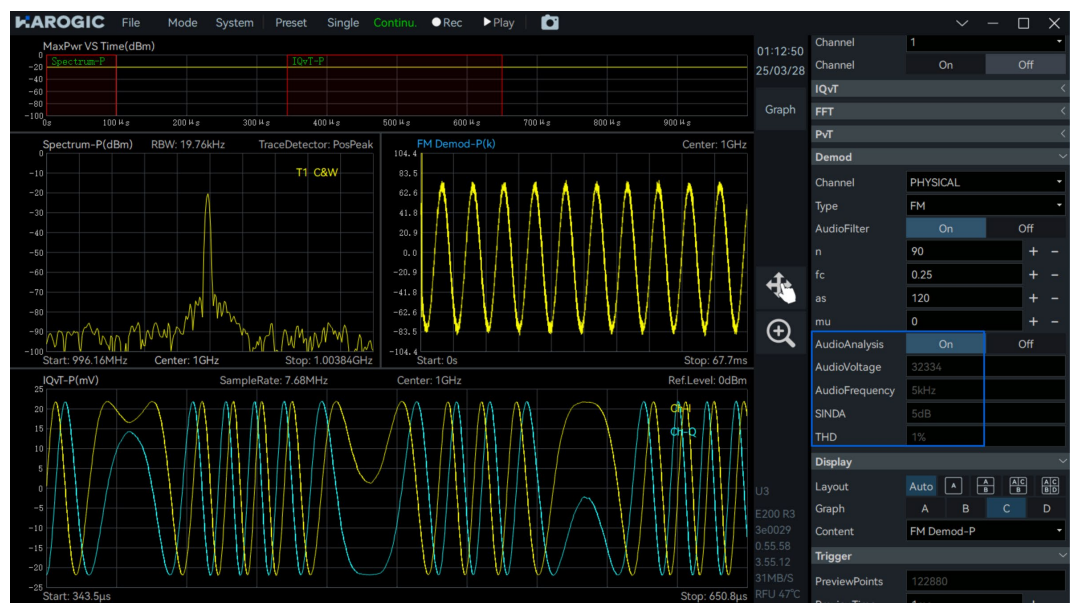 HAROGIC File Mode System Preset Single Continu. Rec Play
MaxPwr VS Time(dBm)
Spectrum-P IQvT-P
0
-20
-40
-60
-80
-100
0s 100μs 200μs 300μs 400μs 500μs 600μs 700μs 800μs 900μs
01:12:50
25/03/28
Graph
Spectrum-P(dBm) RBW: 19.76kHz TraceDetector: PosPeak
T1 C&W
0
-10
-20
-30
-40
-50
-60
-70
-80
-90
-100
Start: 996.16MHz Center: 1GHz Stop: 1.00384GHz
FM Demod-P(k) Center: 1GHz
104.4
83.5
62.6
41.8
20.9
0.0
-20.9
-41.8
-62.6
-83.5
-104.4
Start: 0s Stop: 67.7ms
IQvT-P(mV) SampleRate: 7.68MHz Center: 1GHz Ref.Level: 0dBm
Ch-I
Ch-Q
25
20
15
10
5
0
-5
-10
-15
-20
-25
Start: 343.5μs Stop: 650.8μs
U3
E200 R3
3e0029
0.55.58
3.55.12
31MB/S
RFU 47°C
Channel 1
Channel On Off
IQvT
FFT
PvT
Demod
Channel PHYSICAL
Type FM
AudioFilter On Off
n 90 + -
fc 0.25 + -
as 120 + -
mu 0 + -
AudioAnalysis On Off
AudioVoltage 32334
AudioFrequency 5kHz
SINDA 5dB
THD 1%
Display
Layout Auto A A B A C B A C B D
Graph A B C D
Content FM Demod-P
Trigger
PreviewPoints 122880